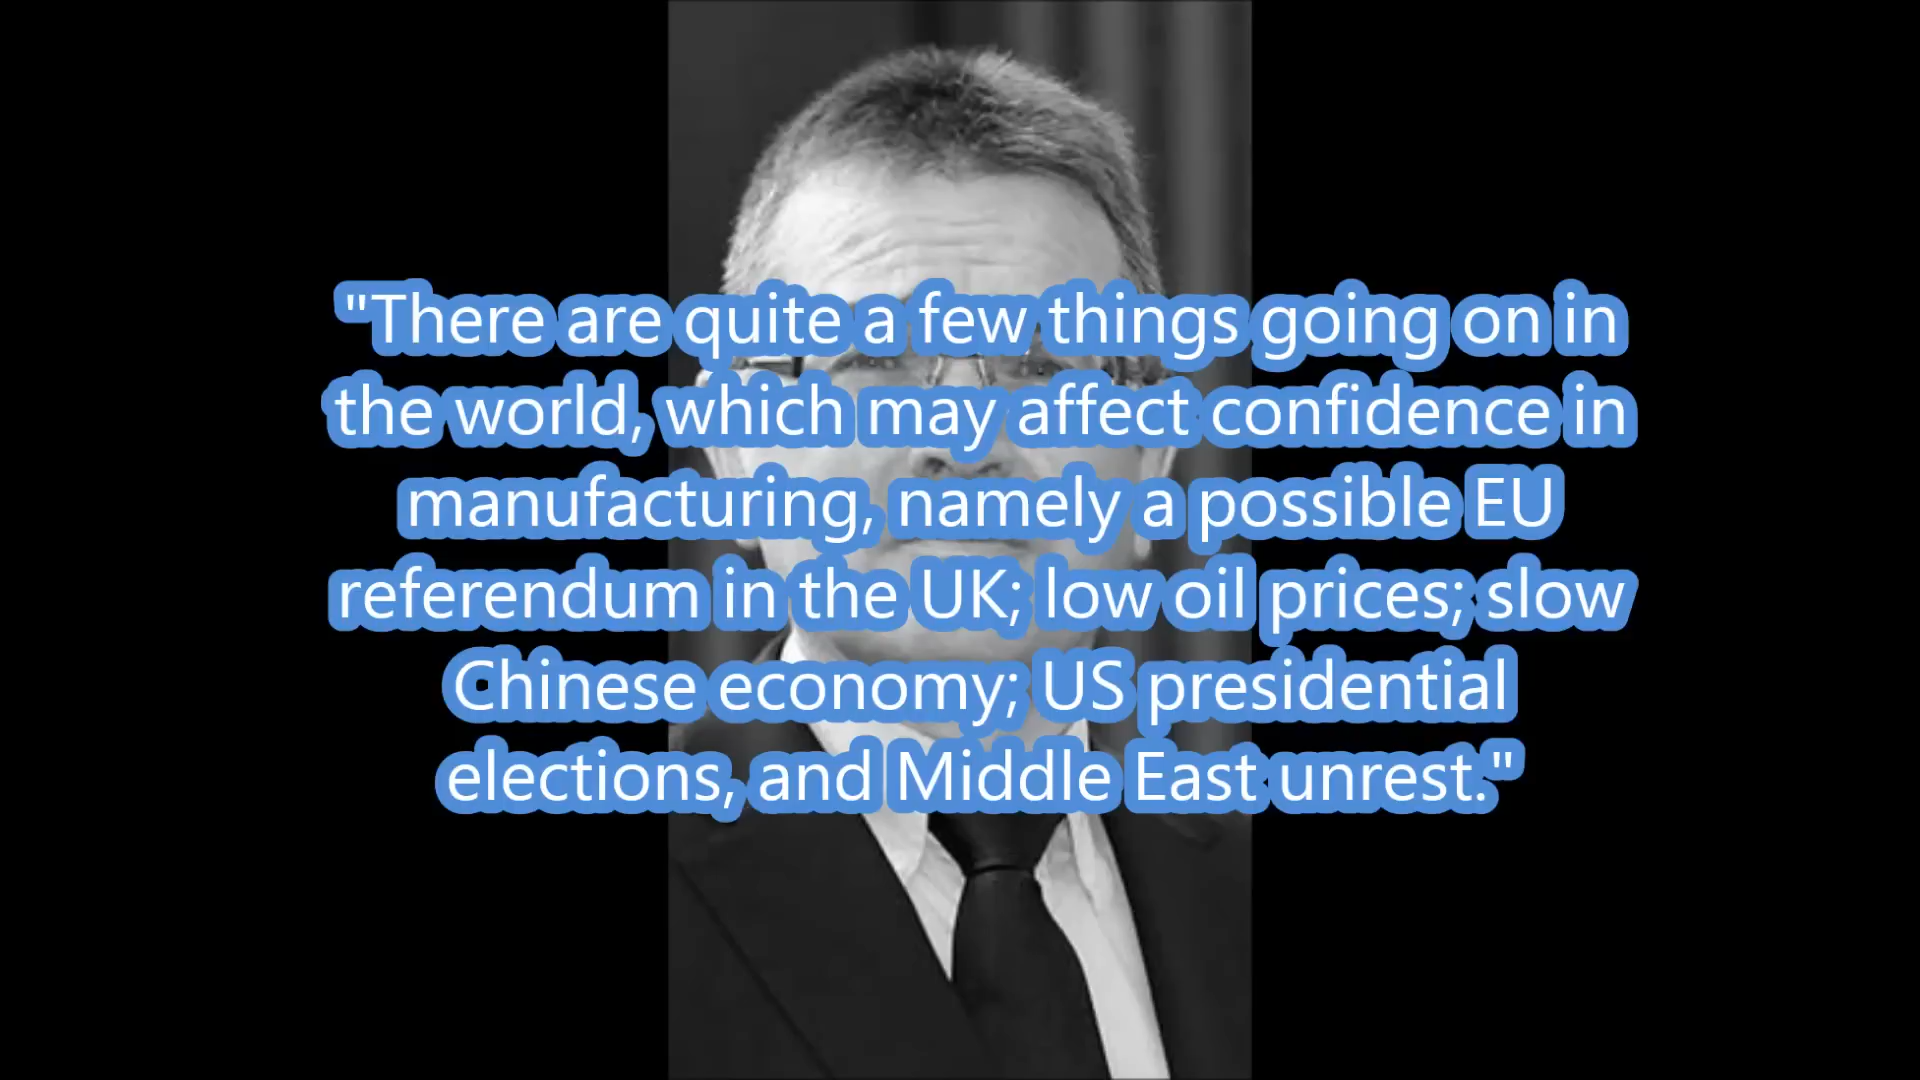 "There are quite a few things going on in
the world, which may affect confidence in
manufacturing, namely a possible EU
referendum in the UK; low oil prices; slow
Chinese economy; US presidential
elections, and Middle East unrest."